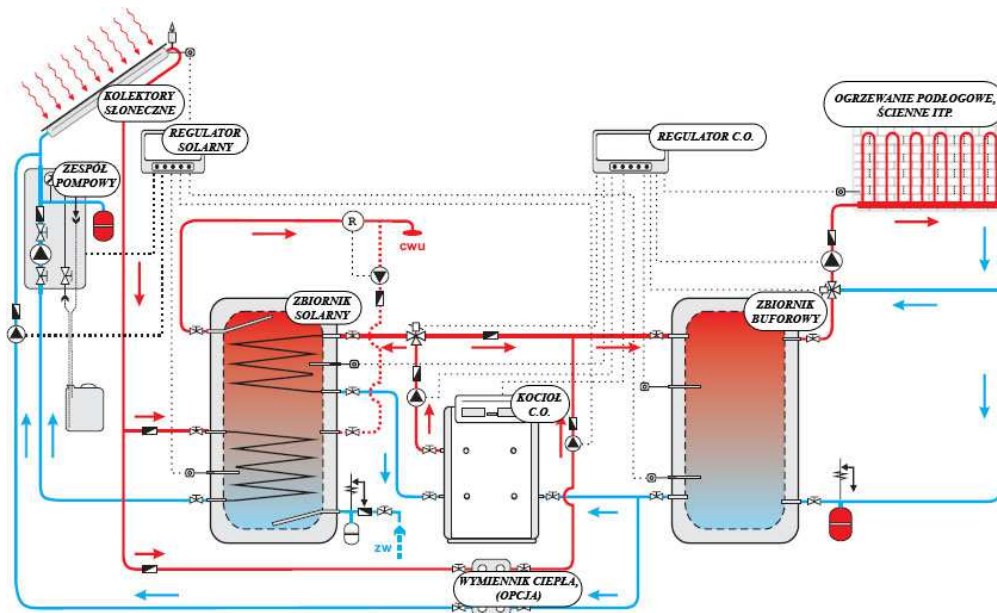 KOLEKTORY
SŁONECZNE
REGULATOR
SOLARNY
REGULATOR C.O.
OGRZEWANIE PODŁOGOWE,
ŚCIENNE ITP.
ZESPÓŁ
POMPOWY
R
cwu
ZBIORNIK
SOLARNY
ZBIORNIK
BUFOROWY
KOCIOŁ
C.O.
zw
WYMIENNIK CIEPŁA,
(OPCJA)